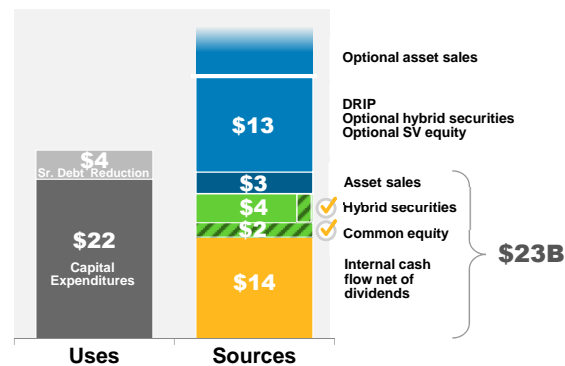 Optional asset sales
$13
DRIP
Optional hybrid securities
Optional SV equity
$4
Sr. Debt Reduction
$3
Asset sales
$4
Hybrid securities
$2
Common equity
$22
Capital
Expenditures
$14
Internal cash
flow net of
dividends
$23B
Uses
Sources